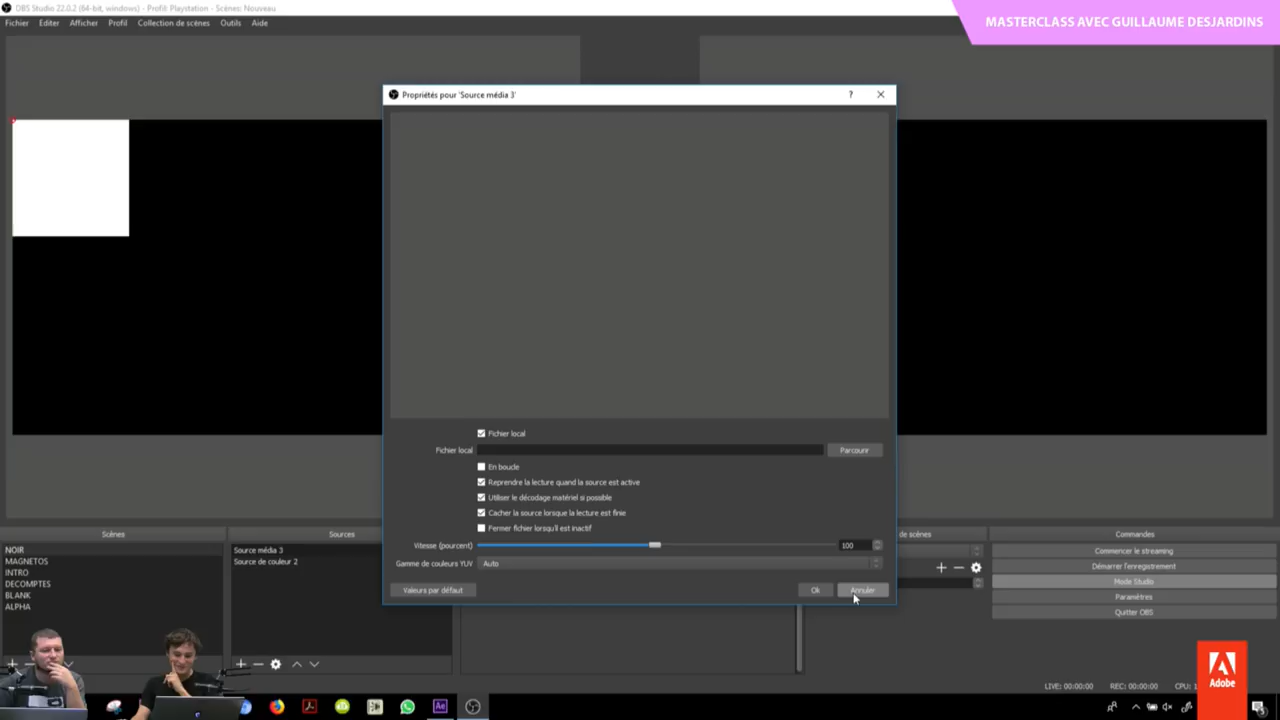 OBS Studio 22.0.2 (64-bit, windows) - Profil: Playstation - Scènes: Nouveau
MASTERCLASS AVEC GUILLAUME DESJARDINS
Fichier Editer Afficher Profil Collection de scènes Outils Aide
Propriétés pour 'Source média 3'
?
Fichier local
Fichier local
Parcourir
En boucle
Reprendre la lecture quand la source est active
Utiliser le décodage matériel si possible
Cacher la source lorsque la lecture est finie
Fermer fichier lorsqu'il est inactif
Vitesse (pourcent)
100
Gamme de couleurs YUV
Auto
Valeurs par défaut
Ok
Annuler
Scènes
NOIR
MAGNETOS
INTRO
DECOMPTES
BLANK
ALPHA
Sources
Source média 3
Source de couleur 2
de scènes
Commandes
Commencer le streaming
Démarrer l'enregistrement
Mode Studio
Paramètres
Quitter OBS
LIVE: 00:00:00
REC: 00:00:00
CPU: 1
Ae
Adobe